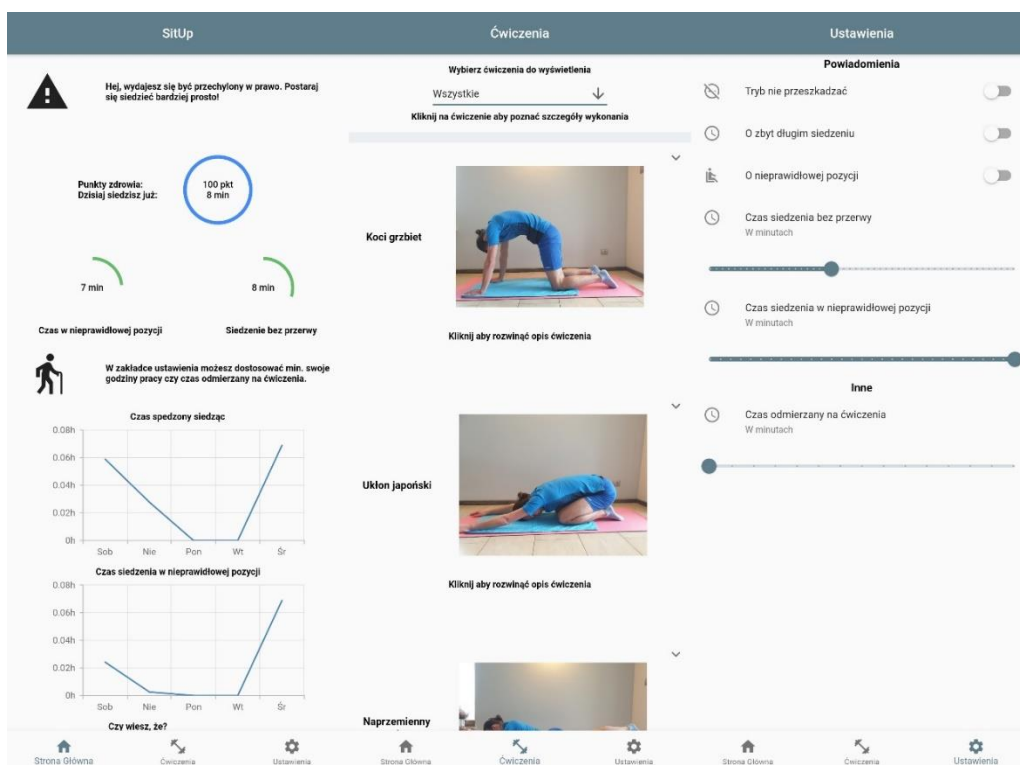 SitUp
Hej, wydajesz się być przechylony w prawo. Postaraj
się siedzieć bardziej prosto!
Punkty zdrowia:
Dzisiaj siedzisz już:
100 pkt
8 min
7 min
8 min
Czas w nieprawidłowej pozycji
Siedzenie bez przerwy
W zakładce ustawienia możesz dostosować min. swoje
godziny pracy czy czas odmierzany na ćwiczenia.
Czas spedzony siedząc
0.08h
0.06h
0.04h
0.02h
0h
Sob Nie Pon Wt Śr
Czas siedzenia w nieprawidłowej pozycji
0.08h
0.06h
0.04h
0.02h
0h
Sob Nie Pon Wt Śr
Czy wiesz, że?
Strona Główna Ćwiczenia Ustawienia
Ćwiczenia
Wybierz ćwiczenia do wyświetlenia
Wszystkie
Kliknij na ćwiczenie aby poznać szczegóły wykonania
Koci grzbiet
Kliknij aby rozwinąć opis ćwiczenia
Ukłon japoński
Kliknij aby rozwinąć opis ćwiczenia
Naprzemienny
Strona Główna Ćwiczenia Ustawienia
Ustawienia
Powiadomienia
Tryb nie przeszkadzać
O zbyt długim siedzeniu
O nieprawidłowej pozycji
Czas siedzenia bez przerwy
W minutach
Czas siedzenia w nieprawidłowej pozycji
W minutach
Inne
Czas odmierzany na ćwiczenia
W minutach
Strona Główna Ćwiczenia Ustawienia